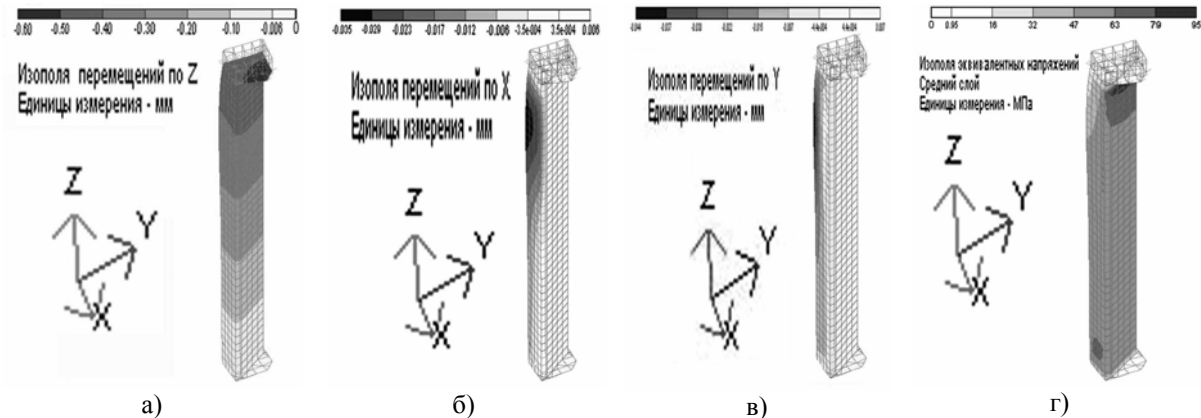 -0.60 -0.50 -0.40 -0.30 -0.20 -0.10 -0.006 0
Изополя перемещений по Z
Единицы измерения - мм
Z
Y
X
а)
-0.035 -0.029 -0.023 -0.017 -0.012 -0.006 -3.5e-004 3.5e-004 0.006
Изополя перемещений по X
Единицы измерения - мм
Z
Y
X
б)
Изополя перемещений по Y
Единицы измерения - мм
Z
Y
X
в)
0 0.95 16 32 47 63 79 95
Изополя эквивалентных напряжений
Средний слой
Единицы измерения - МПа
Z
Y
X
г)